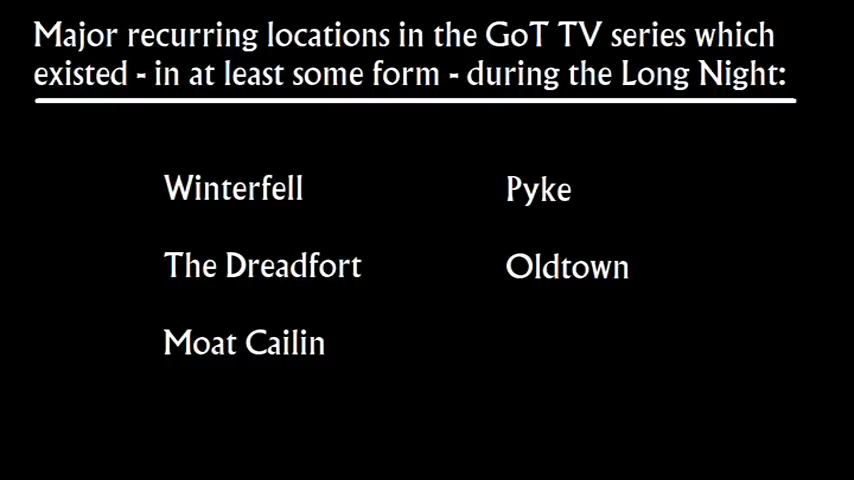 Major recurring locations in the GoT TV series which
existed - in at least some form - during the Long Night:
Winterfell
The Dreadfort
Moat Cailin
Pyke
Oldtown